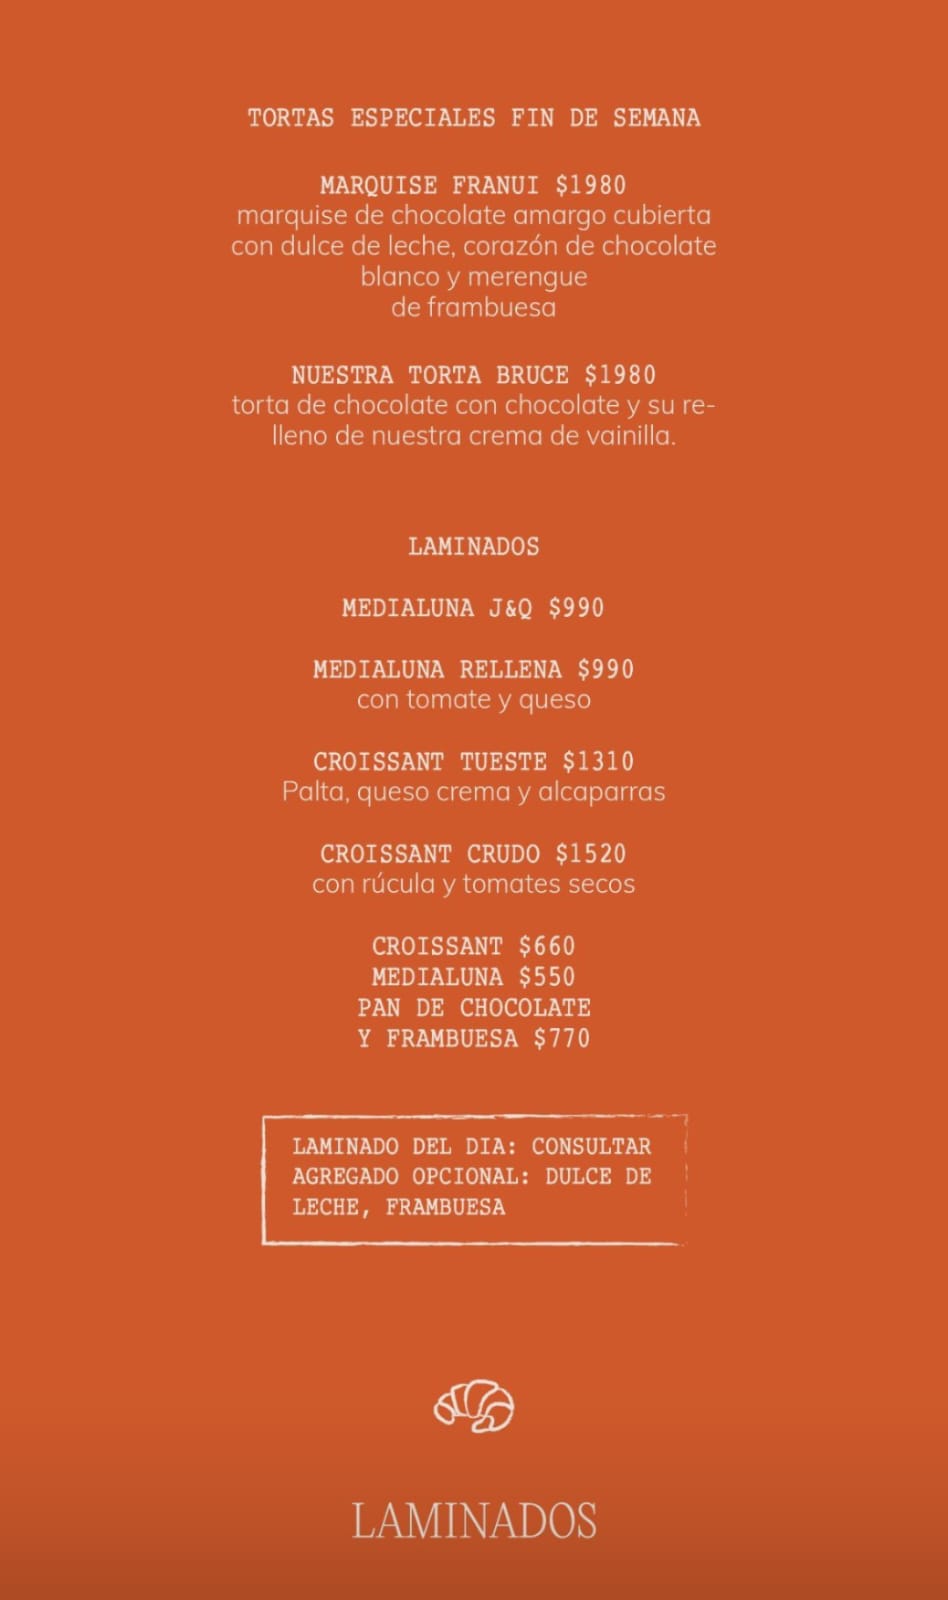 TORTAS ESPECIALES FIN DE SEMANA
MARQUISE FRANUI $1980
marquise de chocolate amargo cubierta
con dulce de leche, corazón de chocolate
blanco y merengue
de frambuesa
NUESTRA TORTA BRUCE $1980
torta de chocolate con chocolate y su re-
lleno de nuestra crema de vainilla.
LAMINADOS
MEDIALUNA J&Q $990
MEDIALUNA RELLENA $990
con tomate y queso
CROISSANT TUESTE $1310
Palta, queso crema y alcaparras
CROISSANT CRUDO $1520
con rúcula y tomates secos
CROISSANT $660
MEDIALUNA $550
PAN DE CHOCOLATE
Y FRAMBUESA $770
LAMINADO DEL DIA: CONSULTAR
AGREGADO OPCIONAL: DULCE DE
LECHE, FRAMBUESA
LAMINADOS